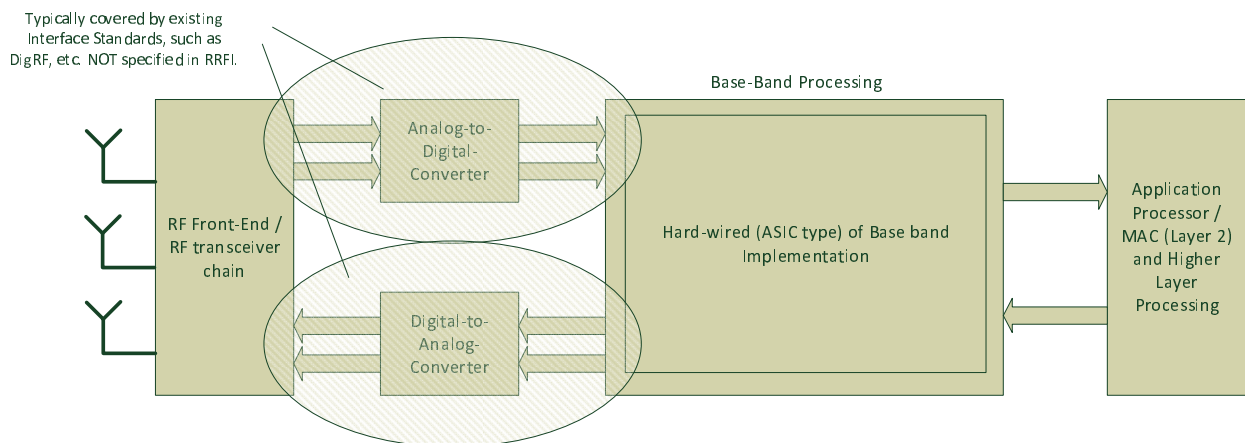 Typically covered by existing
Interface Standards, such as
DigRF, etc. NOT specified in RRFI.
Base-Band Processing
Analog-to-
Digital-
Converter
RF Front-End /
RF transceiver
chain
Hard-wired (ASIC type) of Base band
Implementation
Application
Processor /
MAC (Layer 2)
and Higher
Layer
Processing
Digital-to-
Analog-
Converter